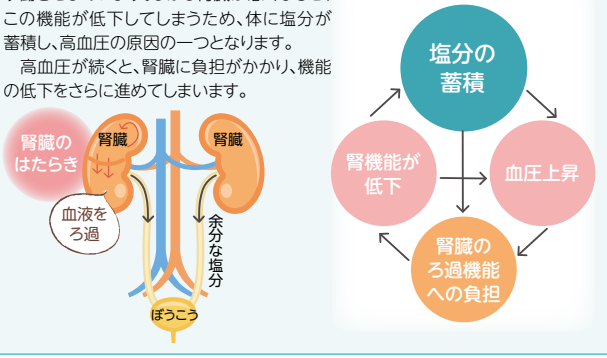 この機能が低下してしまうため、体に塩分が
蓄積し、高血圧の原因の一つとなります。
　高血圧が続くと、腎臓に負担がかかり、機能
の低下をさらに進めてしまいます。
腎臓の
はたらき
腎臓
腎臓
血液を
ろ過
余分な塩分
ぼうこう
塩分の
蓄積
腎機能が
低下
血圧上昇
腎臓の
ろ過機能
への負担